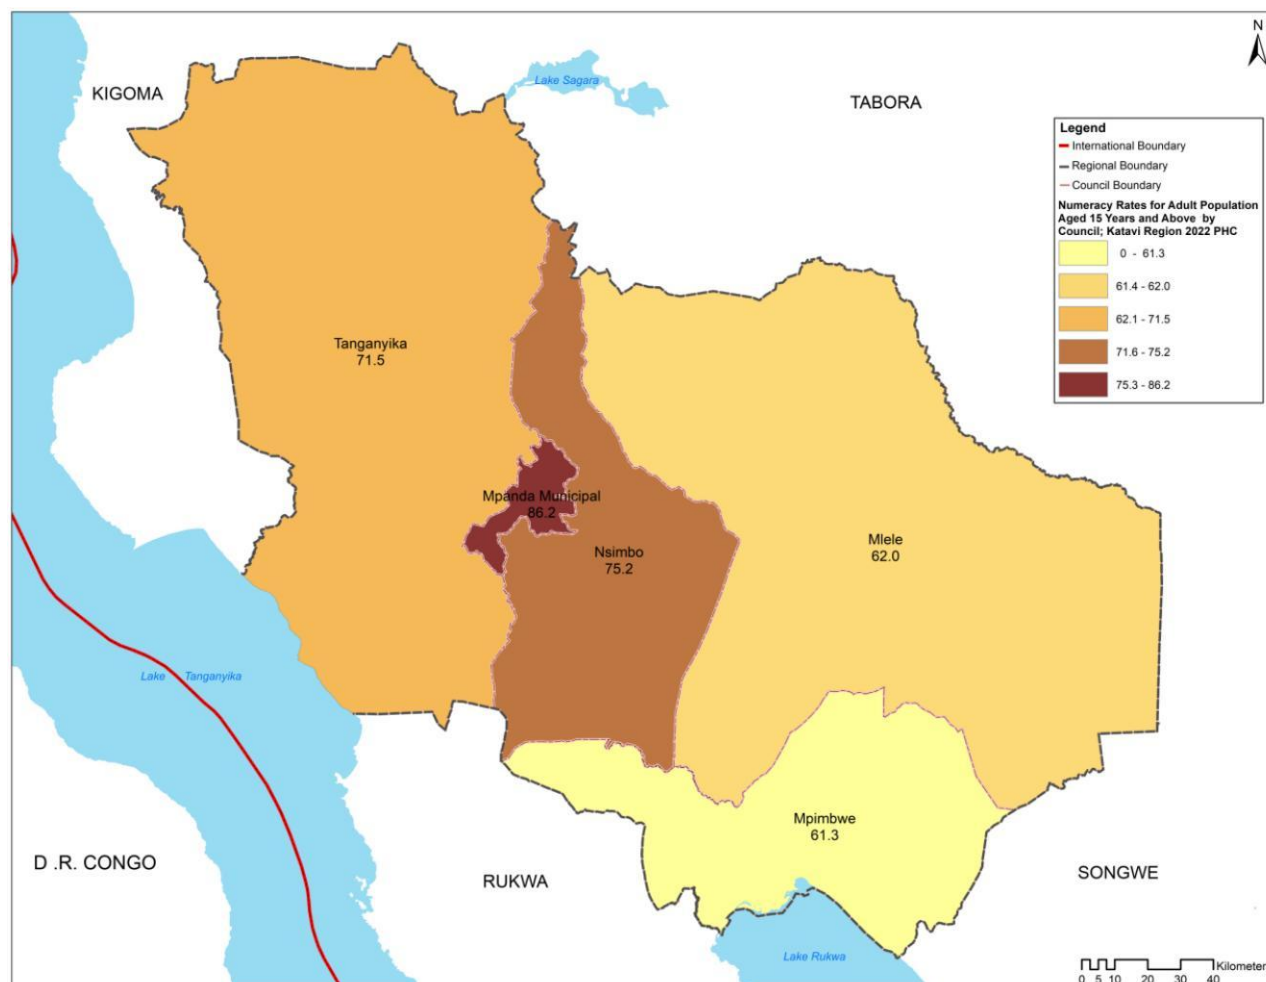 N
Lake Sagara
KIGOMA
TABORA
Legend
International Boundary
Regional Boundary
Council Boundary
Numeracy Rates for Adult Population
Aged 15 Years and Above by
Council; Katavi Region 2022 PHC
0 - 61.3
61.4 - 62.0
62.1 - 71.5
71.6 - 75.2
75.3 - 86.2
Tanganyika
71.5
Mpanda Municipal
86.2
Nsimbo
75.2
Mlele
62.0
Lake Tanganyika
Mpimbwe
61.3
D .R. CONGO
RUKWA
SONGWE
Lake Rukwa
Kilometer
0 5 10 20 30 40